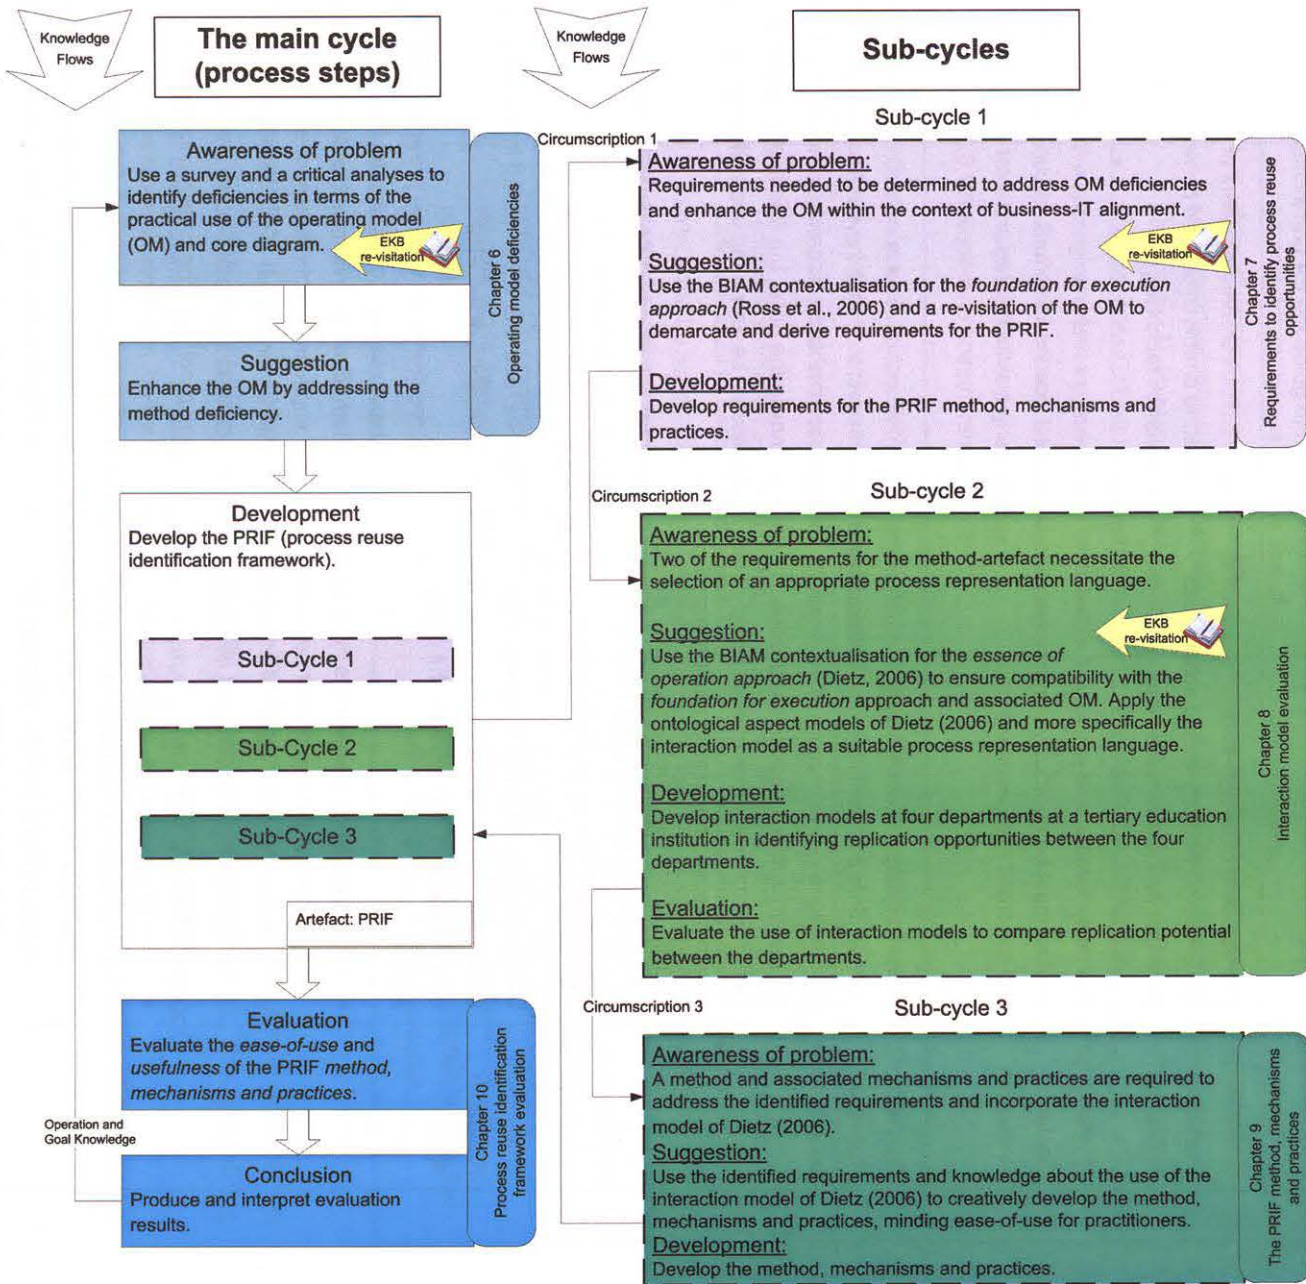 Knowledge
Flows
The main cycle
(process steps)
Awareness of problem
Use a survey and a critical analyses to
identify deficiencies in terms of the
practical use of the operating model
(OM) and core diagram.
EKB
re-visitation
Chapter 6
Operating model deficiencies
Suggestion
Enhance the OM by addressing the
method deficiency.
Development
Develop the PRIF (process reuse
identification framework).
Sub-Cycle 1
Sub-Cycle 2
Sub-Cycle 3
Artefact: PRIF
Evaluation
Evaluate the ease-of-use and
usefulness of the PRIF method,
mechanisms and practices.
Chapter 10
Process reuse identification
framework evaluation
Operation and
Goal Knowledge
Conclusion
Produce and interpret evaluation
results.
Knowledge
Flows
Sub-cycles
Sub-cycle 1
Circumscription 1
Awareness of problem:
Requirements needed to be determined to address OM deficiencies
and enhance the OM within the context of business-IT alignment.
EKB
re-visitation
Suggestion:
Use the BIAM contextualisation for the foundation for execution
approach (Ross et al., 2006) and a re-visitation of the OM to
demarcate and derive requirements for the PRIF.
Development:
Develop requirements for the PRIF method, mechanisms and
practices.
Chapter 7
Requirements to identify process reuse
opportunities
Sub-cycle 2
Circumscription 2
Awareness of problem:
Two of the requirements for the method-artefact necessitate the
selection of an appropriate process representation language.
EKB
re-visitation
Suggestion:
Use the BIAM contextualisation for the essence of
operation approach (Dietz, 2006) to ensure compatibility with the
foundation for execution approach and associated OM. Apply the
ontological aspect models of Dietz (2006) and more specifically the
interaction model as a suitable process representation language.
Development:
Develop interaction models at four departments at a tertiary education
institution in identifying replication opportunities between the four
departments.
Evaluation:
Evaluate the use of interaction models to compare replication potential
between the departments.
Chapter 8
Interaction model evaluation
Sub-cycle 3
Circumscription 3
Awareness of problem:
A method and associated mechanisms and practices are required to
address the identified requirements and incorporate the interaction
model of Dietz (2006).
Suggestion:
Use the identified requirements and knowledge about the use of the
interaction model of Dietz (2006) to creatively develop the method,
mechanisms and practices, minding ease-of-use for practitioners.
Development:
Develop the method, mechanisms and practices.
Chapter 9
The PRIF method, mechanisms
and practices